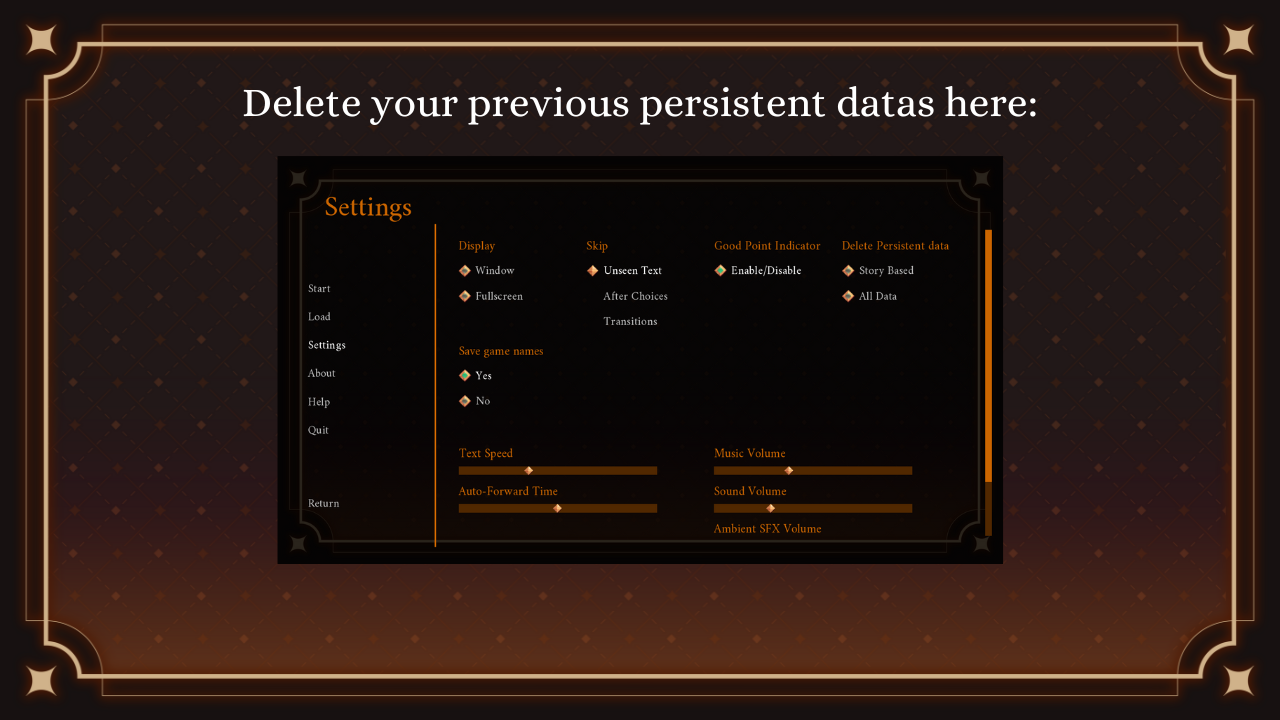 Delete your previous persistent datas here:
Settings
Start
Load
Settings
About
Help
Quit
Return
Display
Window
Fullscreen
Skip
Unseen Text
After Choices
Transitions
Good Point Indicator
Enable/Disable
Delete Persistent data
Story Based
All Data
Save game names
Yes
No
Text Speed
Auto-Forward Time
Music Volume
Sound Volume
Ambient SFX Volume